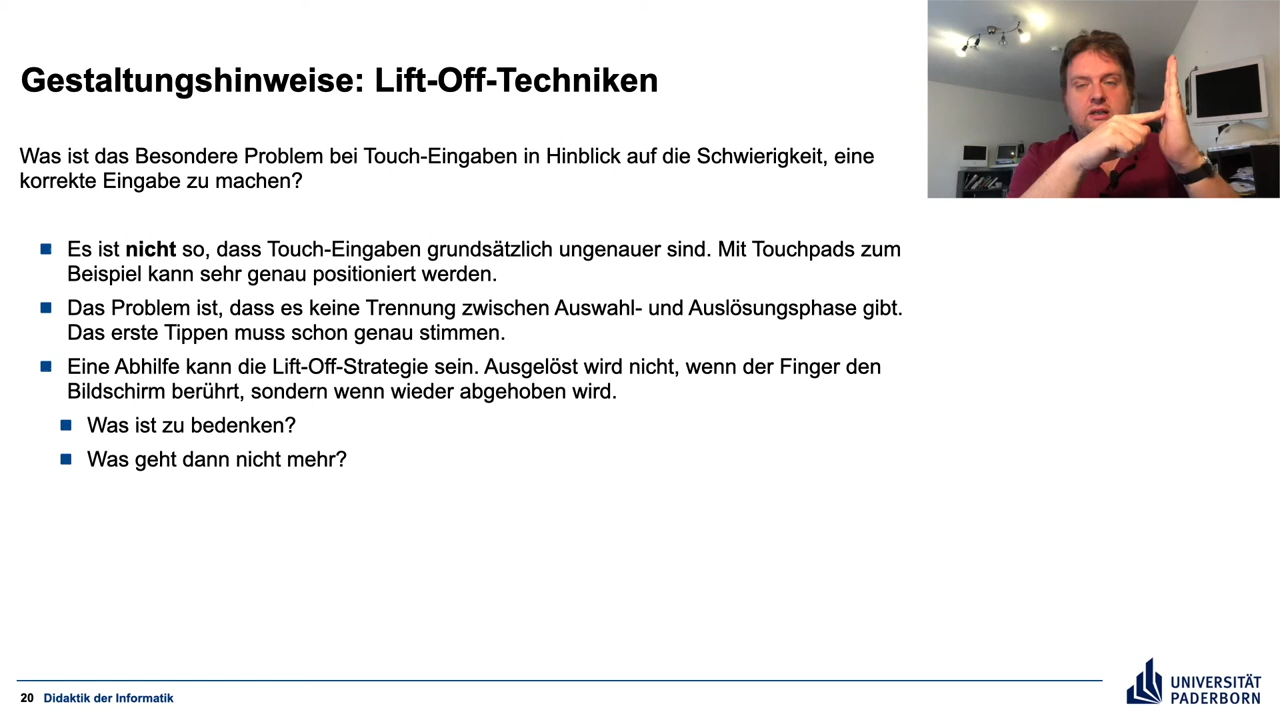 Gestaltungshinweise: Lift-Off-Techniken
Was ist das Besondere Problem bei Touch-Eingaben in Hinblick auf die Schwierigkeit, eine
korrekte Eingabe zu machen?
Es ist nicht so, dass Touch-Eingaben grundsätzlich ungenauer sind. Mit Touchpads zum
Beispiel kann sehr genau positioniert werden.
Das Problem ist, dass es keine Trennung zwischen Auswahl- und Auslösungsphase gibt.
Das erste Tippen muss schon genau stimmen.
Eine Abhilfe kann die Lift-Off-Strategie sein. Ausgelöst wird nicht, wenn der Finger den
Bildschirm berührt, sondern wenn wieder abgehoben wird.
Was ist zu bedenken?
Was geht dann nicht mehr?
20 Didaktik der Informatik
UNIVERSITÄT
PADERBORN